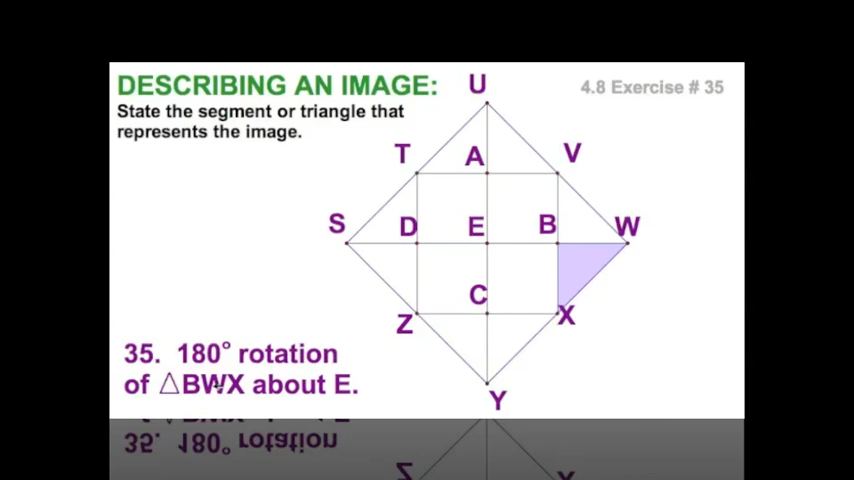 DESCRIBING AN IMAGE:
4.8 Exercise # 35
State the segment or triangle that
represents the image.
U
T A V
S D E B W
C
Z X
35. 180° rotation
of △BWX about E.
Y